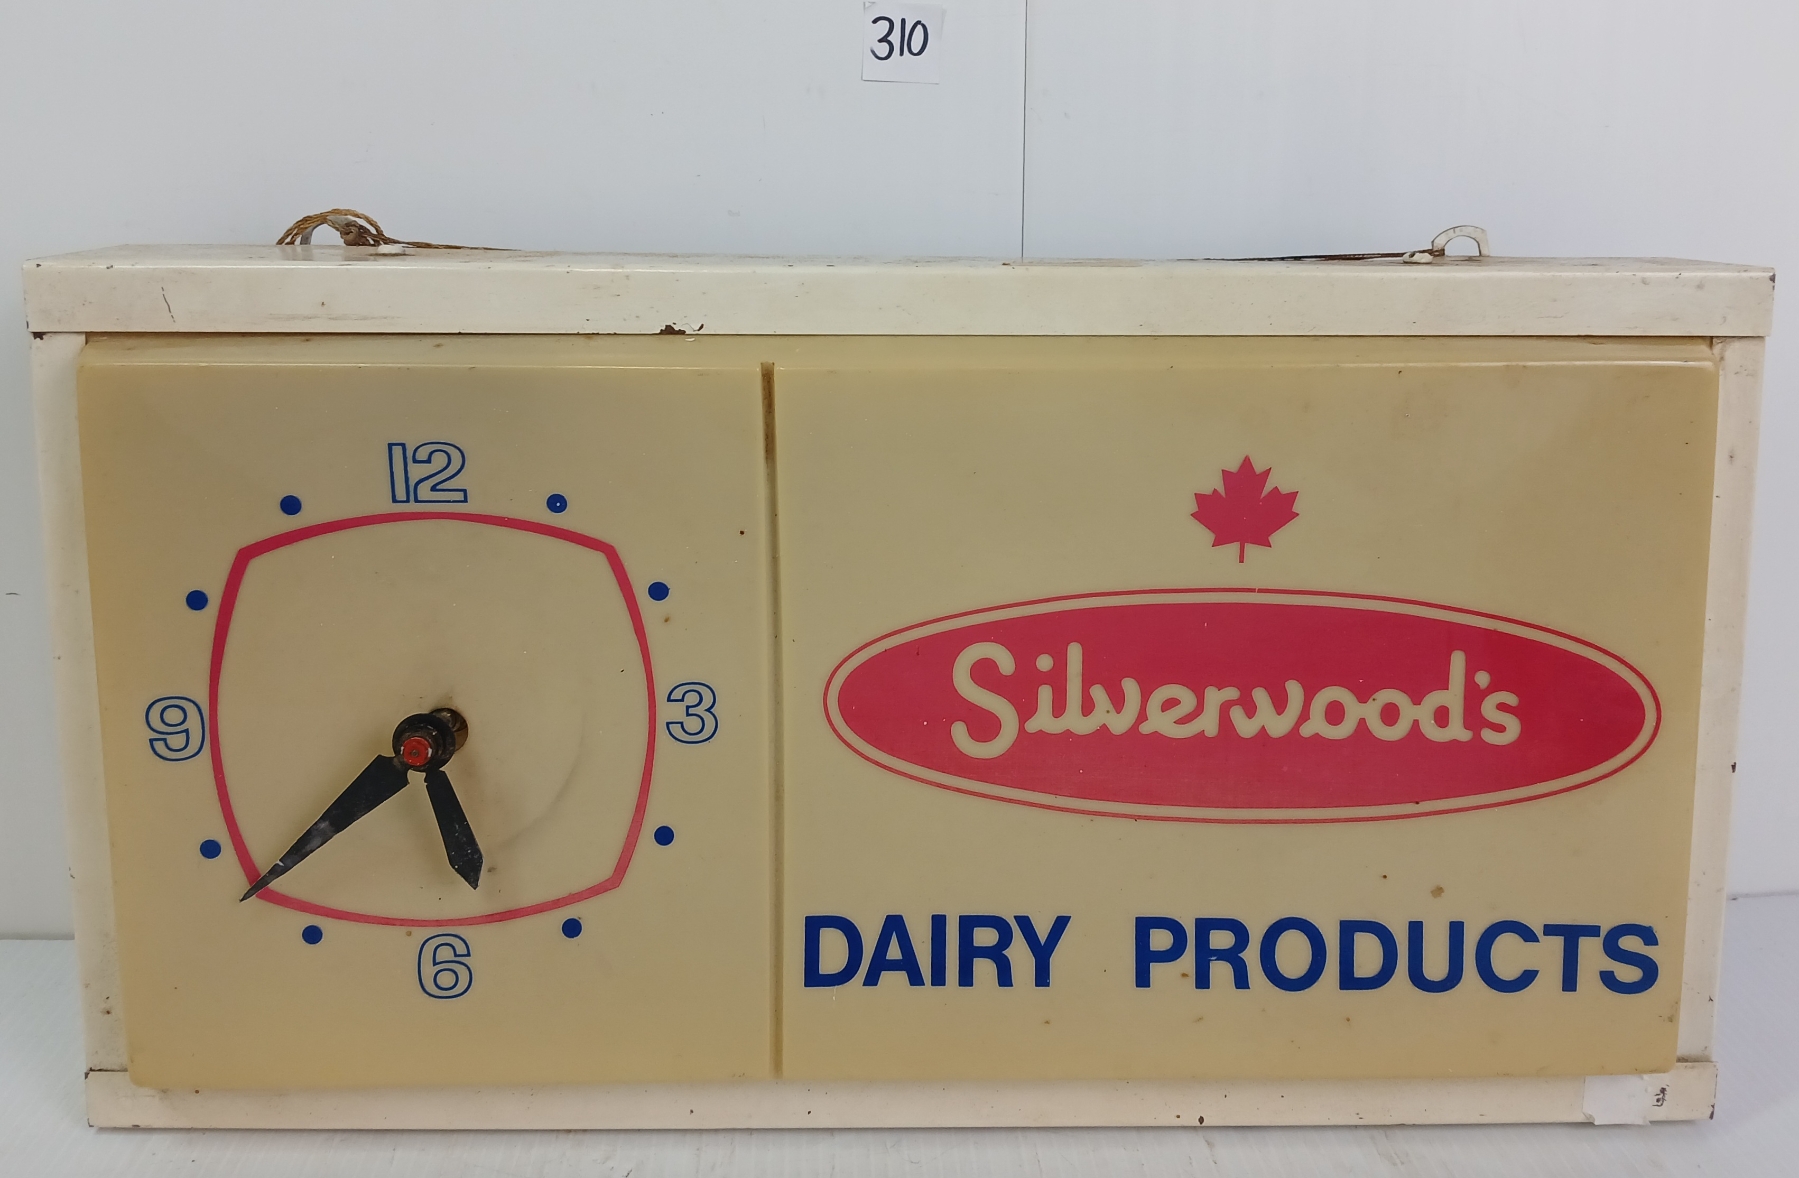 310
12
9
3
6
Silverwood's
DAIRY PRODUCTS